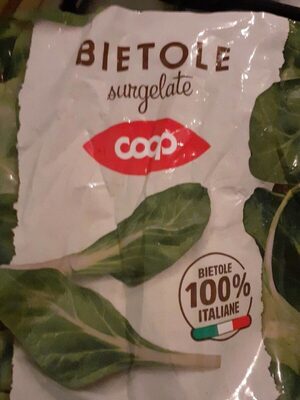 BIETOLE
surgelate
coop
BIETOLE
100%
ITALIANE